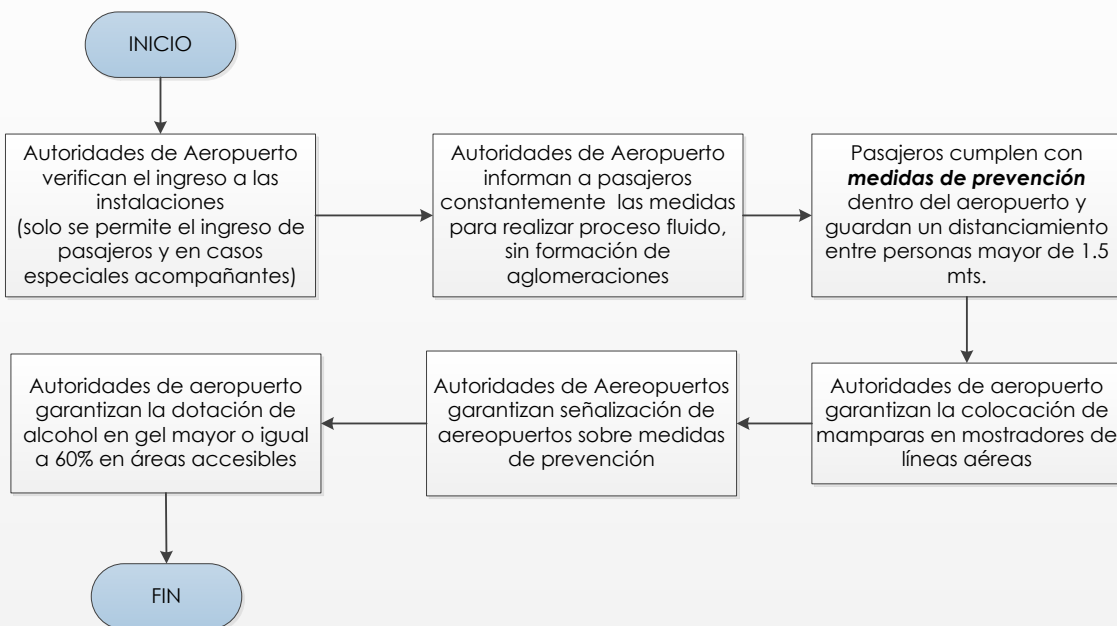 INICIO
Autoridades de Aeropuerto
verifican el ingreso a las
instalaciones
(solo se permite el ingreso de
pasajeros y en casos
especiales acompañantes)
Autoridades de Aeropuerto
informan a pasajeros
constantemente las medidas
para realizar proceso fluido,
sin formación de
aglomeraciones
Pasajeros cumplen con
medidas de prevención
dentro del aeropuerto y
guardan un distanciamiento
entre personas mayor de 1.5
mts.
Autoridades de aeropuerto
garantizan la colocación de
mamparas en mostradores de
líneas aéreas
Autoridades de Aereopuertos
garantizan señalización de
aereopuertos sobre medidas
de prevención
Autoridades de aeropuerto
garantizan la dotación de
alcohol en gel mayor o igual
a 60% en áreas accesibles
FIN